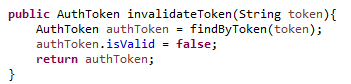 public AuthToken invalidateToken(String token){
    AuthToken authToken = findByToken(token);
    authToken.isValid = false;
    return authToken;
}